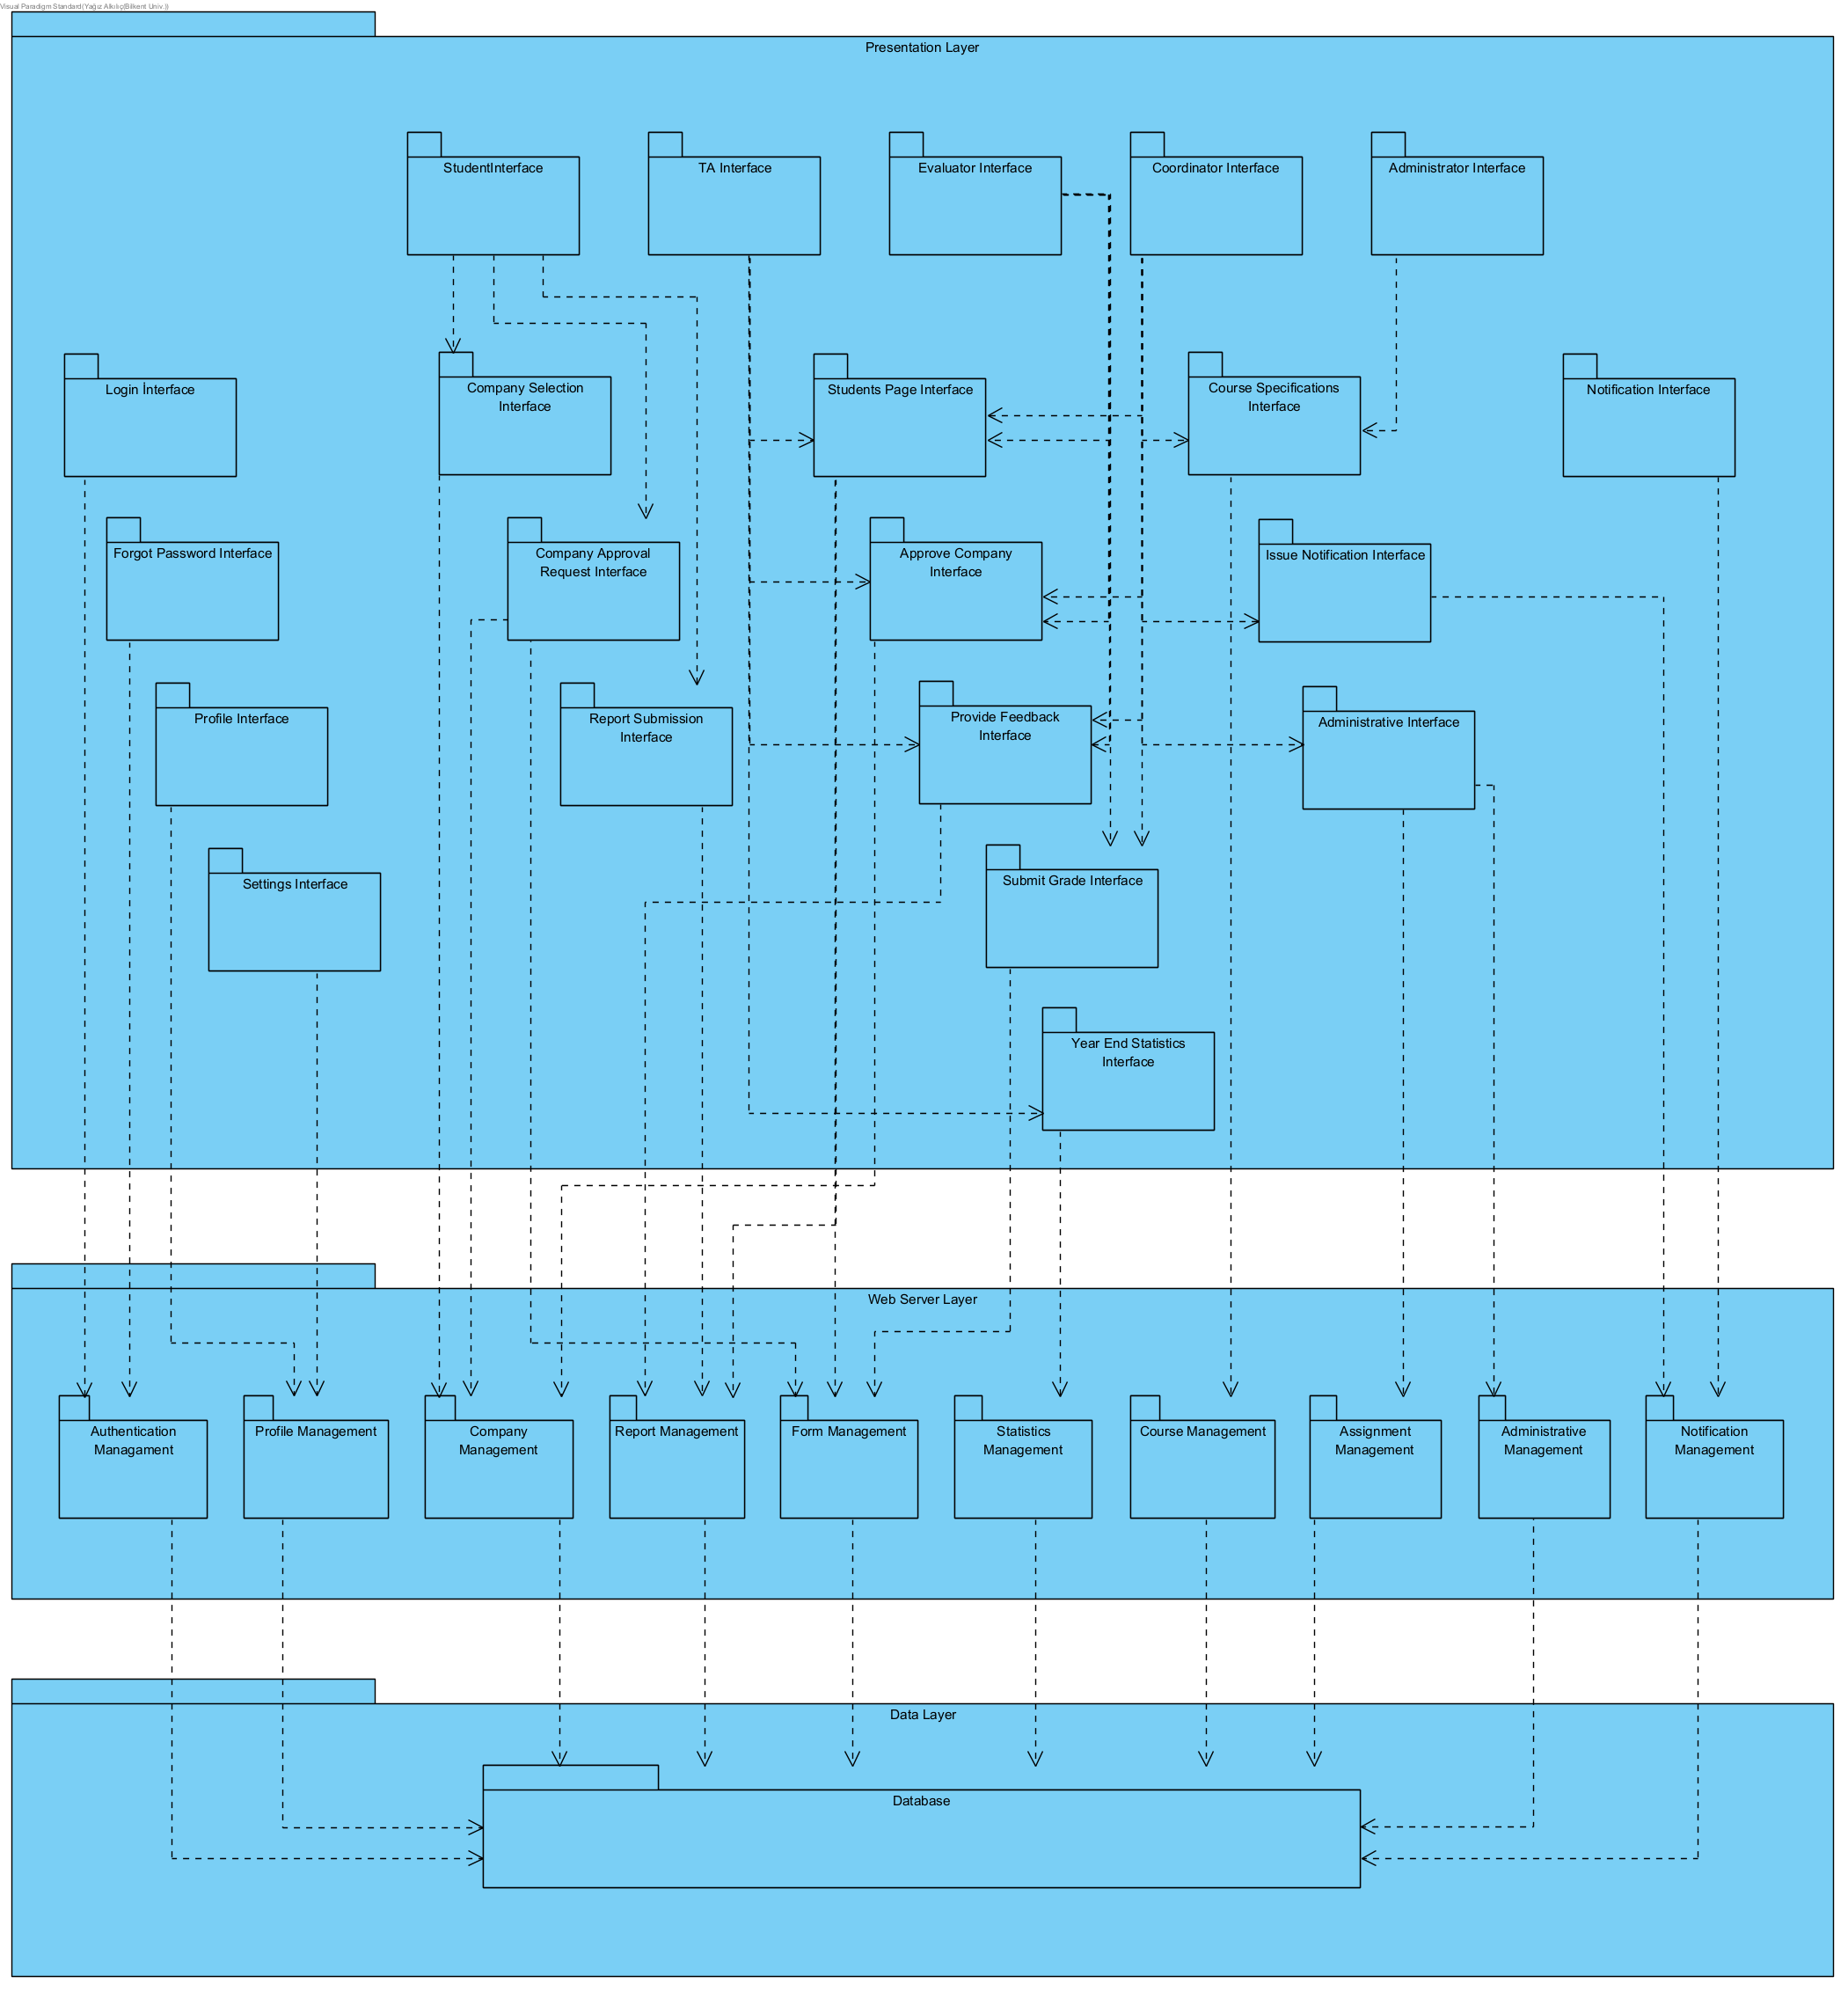 Visual Paradigm Standard(Yağız Alkılıç(Bilkent Univ.))
Presentation Layer
StudentInterface
TA Interface
Evaluator Interface
Coordinator Interface
Administrator Interface
Login İnterface
Company Selection
Interface
Students Page Interface
Course Specifications
Interface
Notification Interface
Forgot Password Interface
Company Approval
Request Interface
Approve Company
Interface
Issue Notification Interface
Profile Interface
Report Submission
Interface
Provide Feedback
Interface
Administrative Interface
Settings Interface
Submit Grade Interface
Year End Statistics
Interface
Web Server Layer
Authentication
Managament
Profile Management
Company
Management
Report Management
Form Management
Statistics
Management
Course Management
Assignment
Management
Administrative
Management
Notification
Management
Data Layer
Database